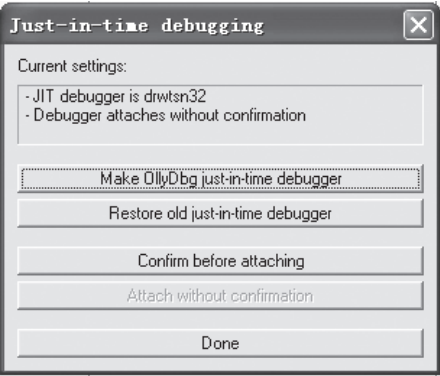 Just-in-time debugging
Current settings:
- JIT debugger is drwtsn32
- Debugger attaches without confirmation
Make OllyDbg just-in-time debugger
Restore old just-in-time debugger
Confirm before attaching
Attach without confirmation
Done